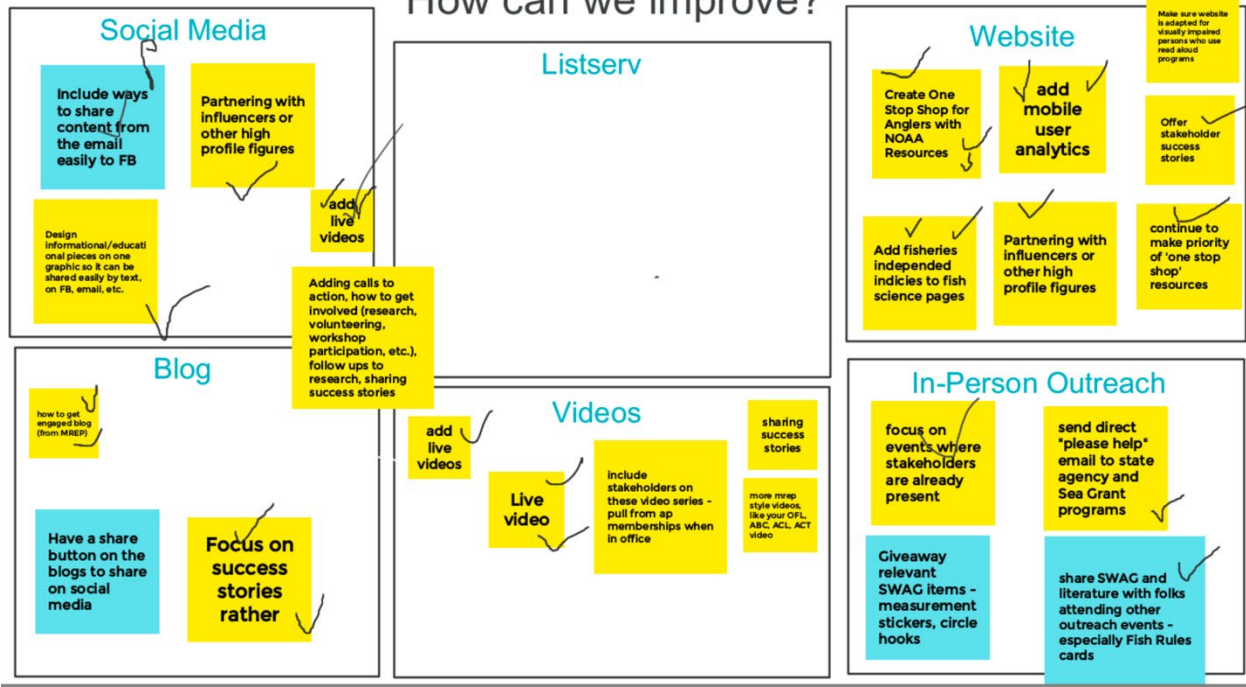 How can we improve?
Social Media
Include ways
to share
content from
the email
easily to FB
Partnering with
influencers or
other high
profile figures
add
live
videos
Design
informational/educati
onal pieces on one
graphic so it can be
shared easily by text,
on FB, email, etc.
Adding calls to
action, how to get
involved (research,
volunteering,
workshop
participation, etc.),
follow ups to
research, sharing
success stories
Listserv
Website
Make sure website
is adapted for
visually impaired
persons who use
read aloud
programs
Create One
Stop Shop for
Anglers with
NOAA
Resources
add
mobile
user
analytics
Offer
stakeholder
success
stories
Add fisheries
independed
indicies to fish
science pages
Partnering with
influencers or
other high
profile figures
continue to
make priority
of 'one stop
shop'
resources
Blog
how to get
engaged blog
(from MREP)
Have a share
button on the
blogs to share
on social
media
Focus on
success
stories
rather
Videos
add
live
videos
Live
video
include
stakeholders on
these video series -
pull from ap
memberships when
in office
sharing
success
stories
more mrep
style videos,
like your OFL,
ABC, ACL, ACT
video
In-Person Outreach
focus on
events where
stakeholders
are already
present
send direct
"please help"
email to state
agency and
Sea Grant
programs
Giveaway
relevant
SWAG items -
measurement
stickers, circle
hooks
share SWAG and
literature with folks
attending other
outreach events -
especially Fish Rules
cards